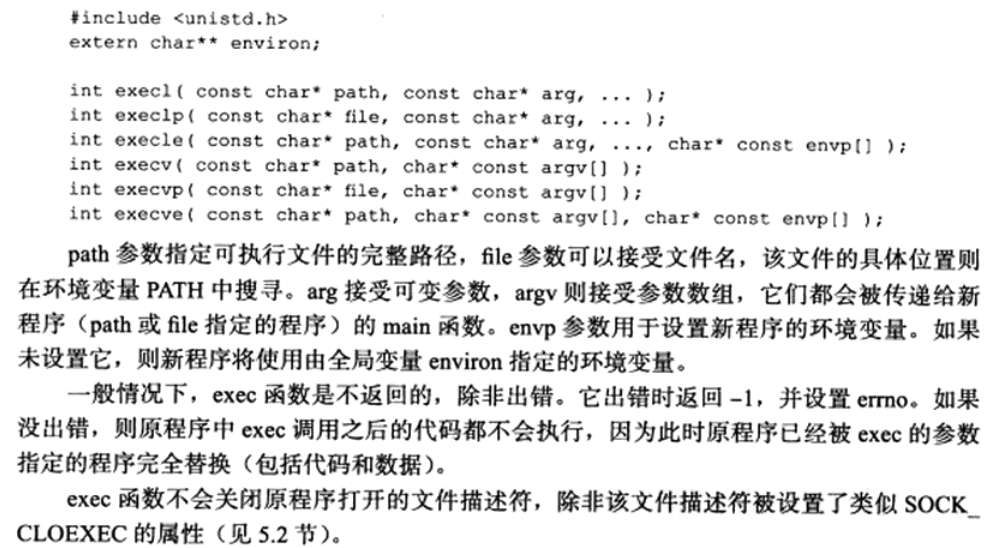 #include <unistd.h>
extern char** environ;
int execl( const char* path, const char* arg, ... );
int execlp( const char* file, const char* arg, ... );
int execle( const char* path, const char* arg, ..., char* const envp[] );
int execv( const char* path, char* const argv[] );
int execvp( const char* file, char* const argv[] );
int execve( const char* path, char* const argv[], char* const envp[] );
path 参数指定可执行文件的完整路径，file 参数可以接受文件名，该文件的具体位置则
在环境变量 PATH 中搜寻。arg 接受可变参数，argv 则接受参数数组，它们都会被传递给新
程序（path 或 file 指定的程序）的 main 函数。envp 参数用于设置新程序的环境变量。如果
未设置它，则新程序将使用由全局变量 environ 指定的环境变量。
一般情况下，exec 函数是不返回的，除非出错。它出错时返回 –1，并设置 errno。如果
没出错，则原程序中 exec 调用之后的代码都不会执行，因为此时原程序已经被 exec 的参数
指定的程序完全替换（包括代码和数据）。
exec 函数不会关闭原程序打开的文件描述符，除非该文件描述符被设置了类似 SOCK_
CLOEXEC 的属性（见 5.2 节）。